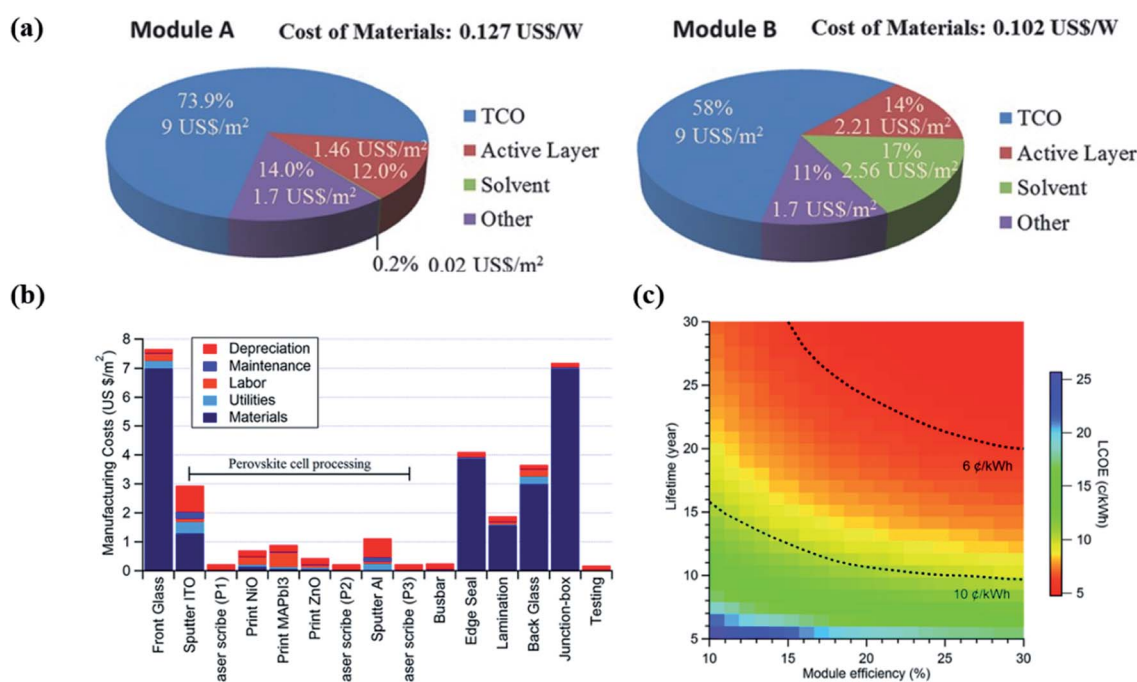 (a)
Module A
Cost of Materials: 0.127 US$/W
73.9%
9 US$/m²
1.46 US$/m²
12.0%
14.0%
1.7 US$/m²
0.2% 0.02 US$/m²
TCO
Active Layer
Solvent
Other
Module B
Cost of Materials: 0.102 US$/W
58%
9 US$/m²
14%
2.21 US$/m²
17%
2.56 US$/m²
11%
1.7 US$/m²
TCO
Active Layer
Solvent
Other
(b)
Manufacturing Costs (US $/m²)
8
7
6
5
4
3
2
1
0
Depreciation
Maintenance
Labor
Utilities
Materials
Perovskite cell processing
Front Glass
Sputter ITO
aser scribe (P1)
Print NiO
Print MAPbI3
Print ZnO
aser scribe (P2)
Sputter Al
aser scribe (P3)
Busbar
Edge Seal
Lamination
Back Glass
Junction-box
Testing
(c)
Lifetime (year)
30
25
20
15
10
5
6 ¢/kWh
10 ¢/kWh
10
15
20
25
30
Module efficiency (%)
25
20
15
10
5
LCOE (c/kWh)